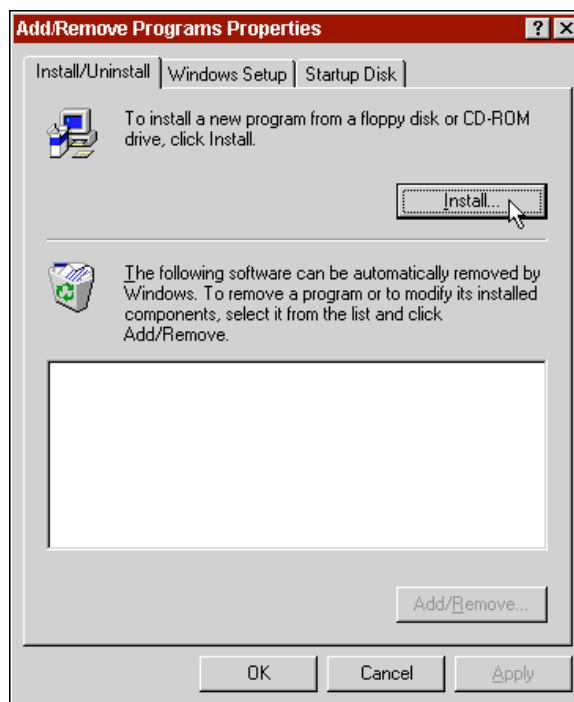 Add/Remove Programs Properties
Install/Uninstall Windows Setup Startup Disk
To install a new program from a floppy disk or CD-ROM
drive, click Install.
Install...
The following software can be automatically removed by
Windows. To remove a program or to modify its installed
components, select it from the list and click
Add/Remove.
Add/Remove...
OK Cancel Apply